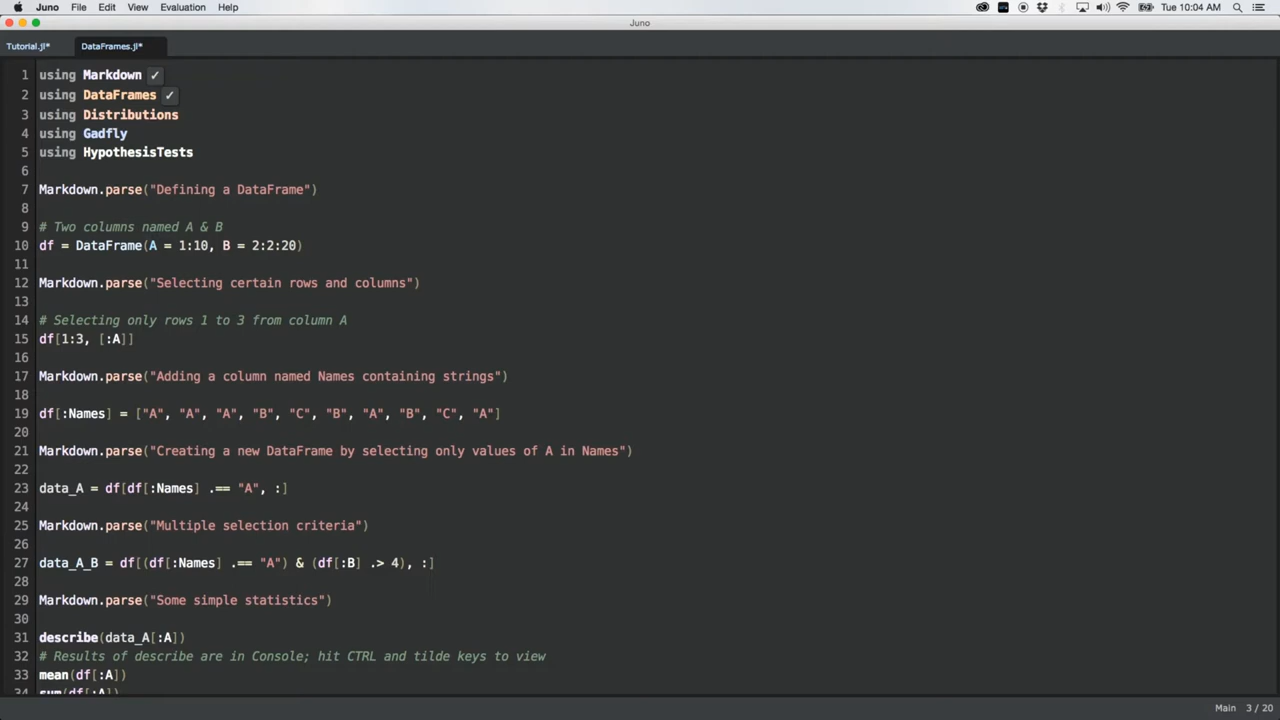 Juno File Edit View Evaluation Help Tue 10:04 AM
Juno
Tutorial.jl* DataFrames.jl*
1 using Markdown ✓
2 using DataFrames ✓
3 using Distributions
4 using Gadfly
5 using HypothesisTests
6
7 Markdown.parse("Defining a DataFrame")
8
9 # Two columns named A & B
10 df = DataFrame(A = 1:10, B = 2:2:20)
11
12 Markdown.parse("Selecting certain rows and columns")
13
14 # Selecting only rows 1 to 3 from column A
15 df[1:3, [:A]]
16
17 Markdown.parse("Adding a column named Names containing strings")
18
19 df[:Names] = ["A", "A", "A", "B", "C", "B", "A", "B", "C", "A"]
20
21 Markdown.parse("Creating a new DataFrame by selecting only values of A in Names")
22
23 data_A = df[df[:Names] .== "A", :]
24
25 Markdown.parse("Multiple selection criteria")
26
27 data_A_B = df[(df[:Names] .== "A") & (df[:B] .> 4), :]
28
29 Markdown.parse("Some simple statistics")
30
31 describe(data_A[:A])
32 # Results of describe are in Console; hit CTRL and tilde keys to view
33 mean(df[:A])
34 sum(df[:A])
Main 3 / 20